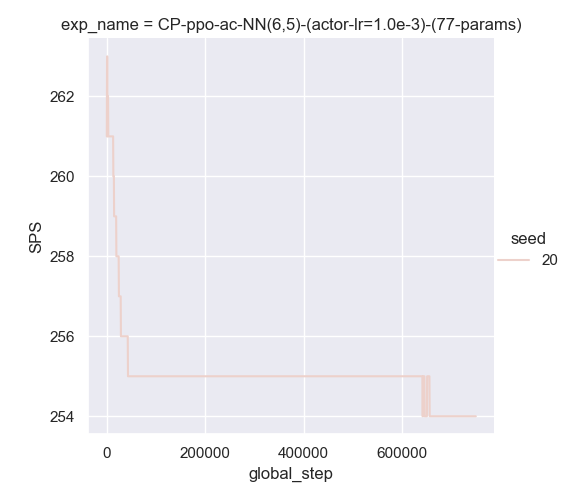 exp_name = CP-ppo-ac-NN(6,5)-(actor-lr=1.0e-3)-(77-params)
262
260
258
256
254
SPS
0 200000 400000 600000
global_step
seed
20